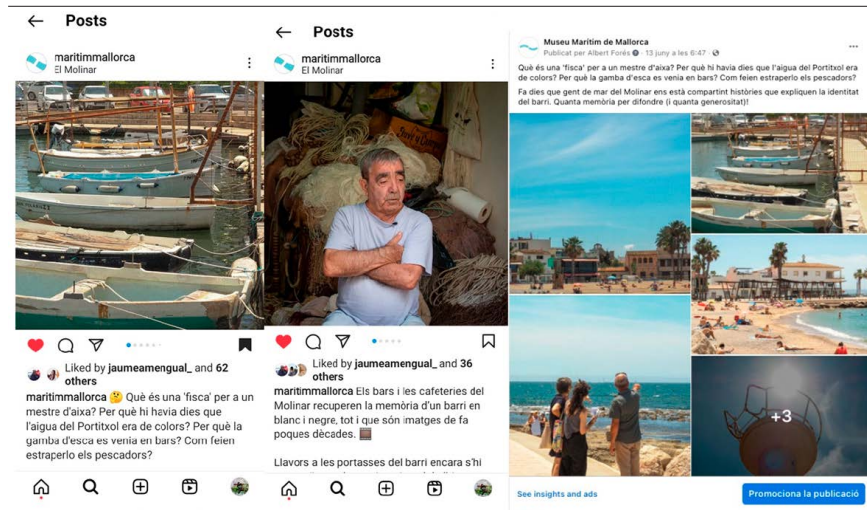 Posts
maritimmallorca
El Molinar
Liked by jaumeamengual_ and 62
others
maritimmallorca 🤔 Què és una 'fisca' per a un
mestre d'aixa? Per què hi havia dies que
l'aigua del Portitxol era de colors? Per què la
gamba d'esca es venia en bars? Com feien
estraperlo els pescadors?
Posts
maritimmallorca
El Molinar
Liked by jaumeamengual_ and 36
others
maritimmallorca Els bars i les cafeteries del
Molinar recuperen la memòria d'un barri en
blanc i negre, tot i que són imatges de fa
poques dècades. 🎞️
Llavors a les portasses del barri encara s'hi
Museu Marítim de Mallorca
Publicat per Albert Forés · 13 juny a les 6:47 ·
Què és una 'fisca' per a un mestre d'aixa? Per què hi havia dies que l'aigua del Portitxol era
de colors? Per què la gamba d'esca es venia en bars? Com feien estraperlo els pescadors?
Fa dies que gent de mar del Molinar ens està compartint històries que expliquen la identitat
del barri. Quanta memòria per difondre (i quanta generositat)!
+3
See insights and ads
Promociona la publicació